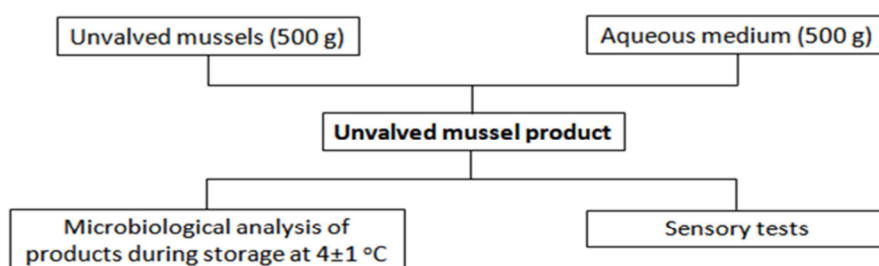 Unvalved mussels (500 g)
Aqueous medium (500 g)
Unvalved mussel product
Microbiological analysis of
products during storage at 4±1 °C
Sensory tests